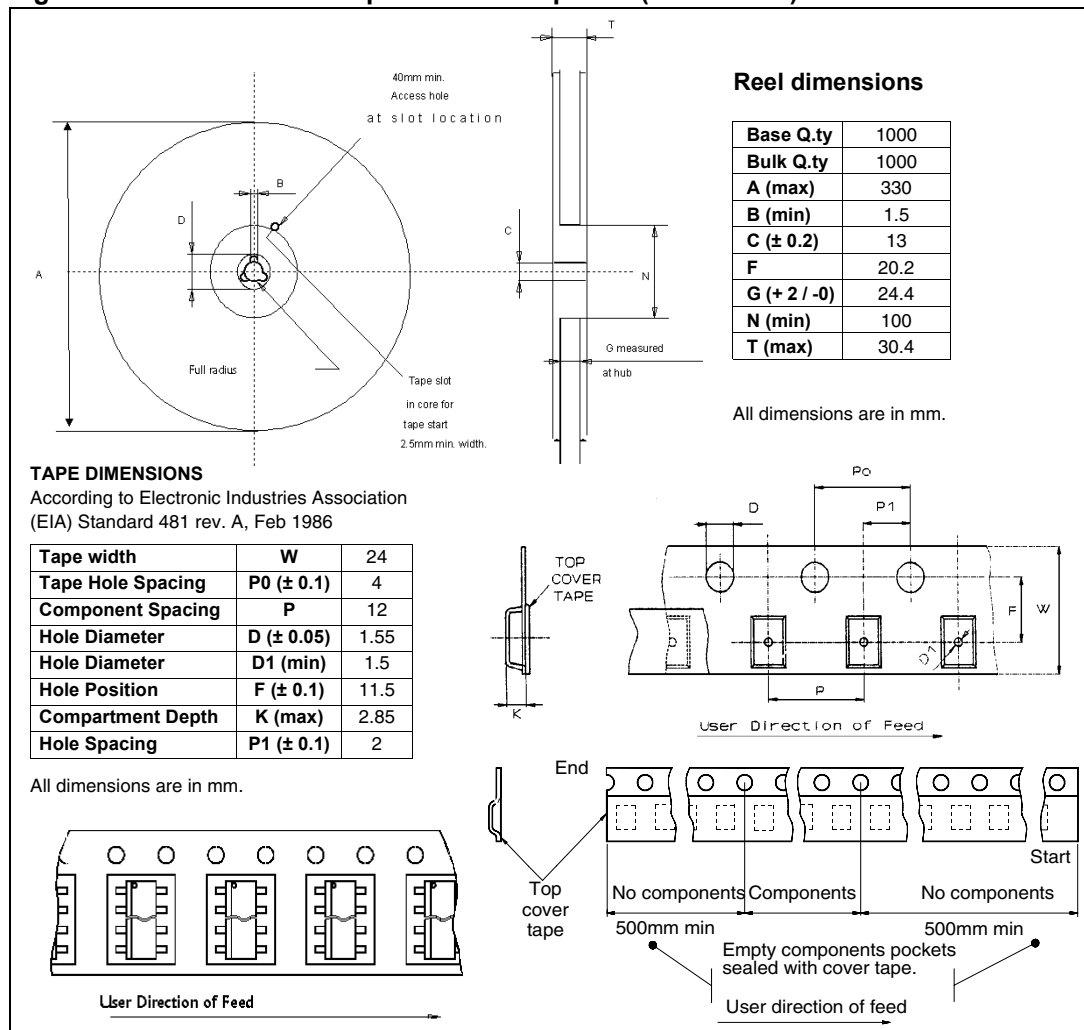 T
40mm min.
Access hole
at slot location
B
D
A
C
N
Full radius
G measured
at hub
Tape slot
in core for
tape start
2.5mm min. width.
Reel dimensions
Base Q.ty 1000
Bulk Q.ty 1000
A (max) 330
B (min) 1.5
C (± 0.2) 13
F 20.2
G (+ 2 / -0) 24.4
N (min) 100
T (max) 30.4
All dimensions are in mm.
TAPE DIMENSIONS
According to Electronic Industries Association
(EIA) Standard 481 rev. A, Feb 1986
Tape width W 24
Tape Hole Spacing P0 (± 0.1) 4
Component Spacing P 12
Hole Diameter D (± 0.05) 1.55
Hole Diameter D1 (min) 1.5
Hole Position F (± 0.1) 11.5
Compartment Depth K (max) 2.85
Hole Spacing P1 (± 0.1) 2
All dimensions are in mm.
Po
D
P1
TOP
COVER
TAPE
F
W
D1
K
P
User Direction of Feed
End
Start
Top
cover
tape
No components Components No components
500mm min 500mm min
Empty components pockets
sealed with cover tape.
User direction of feed
User Direction of Feed